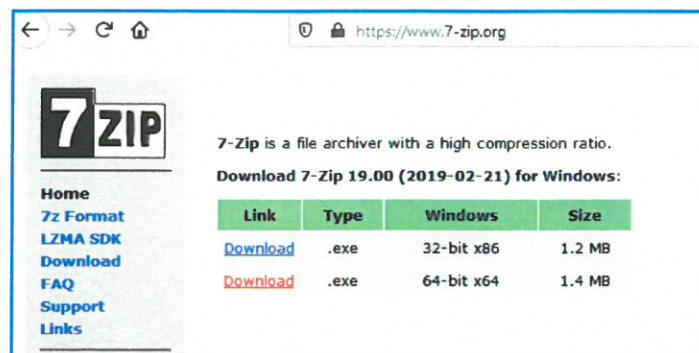 https://www.7-zip.org
7 ZIP
7-Zip is a file archiver with a high compression ratio.
Download 7-Zip 19.00 (2019-02-21) for Windows:
Link Type Windows Size
Download .exe 32-bit x86 1.2 MB
Download .exe 64-bit x64 1.4 MB
Home
7z Format
LZMA SDK
Download
FAQ
Support
Links